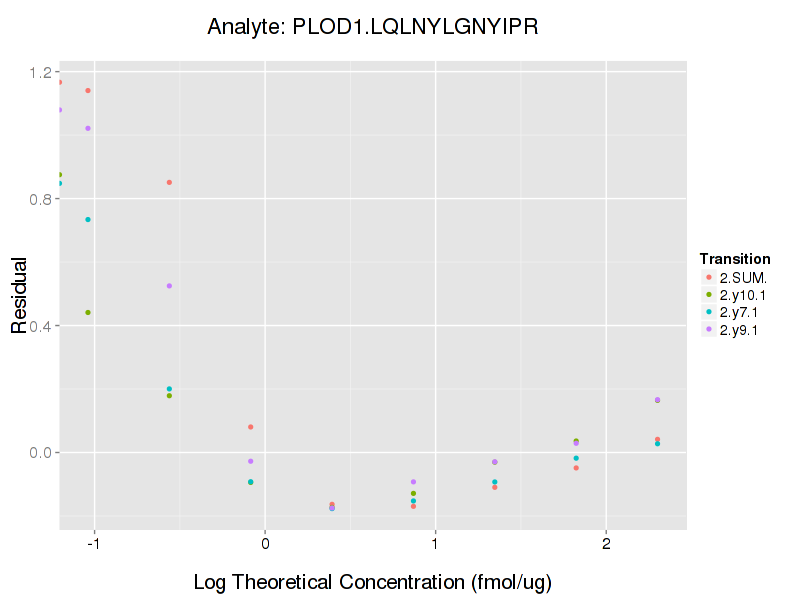 Analyte: PLOD1.LQLNYLGNYIPR
1.2
0.8
0.4
0.0
Residual
-1
0
1
2
Log Theoretical Concentration (fmol/ug)
Transition
2.SUM.
2.y10.1
2.y7.1
2.y9.1